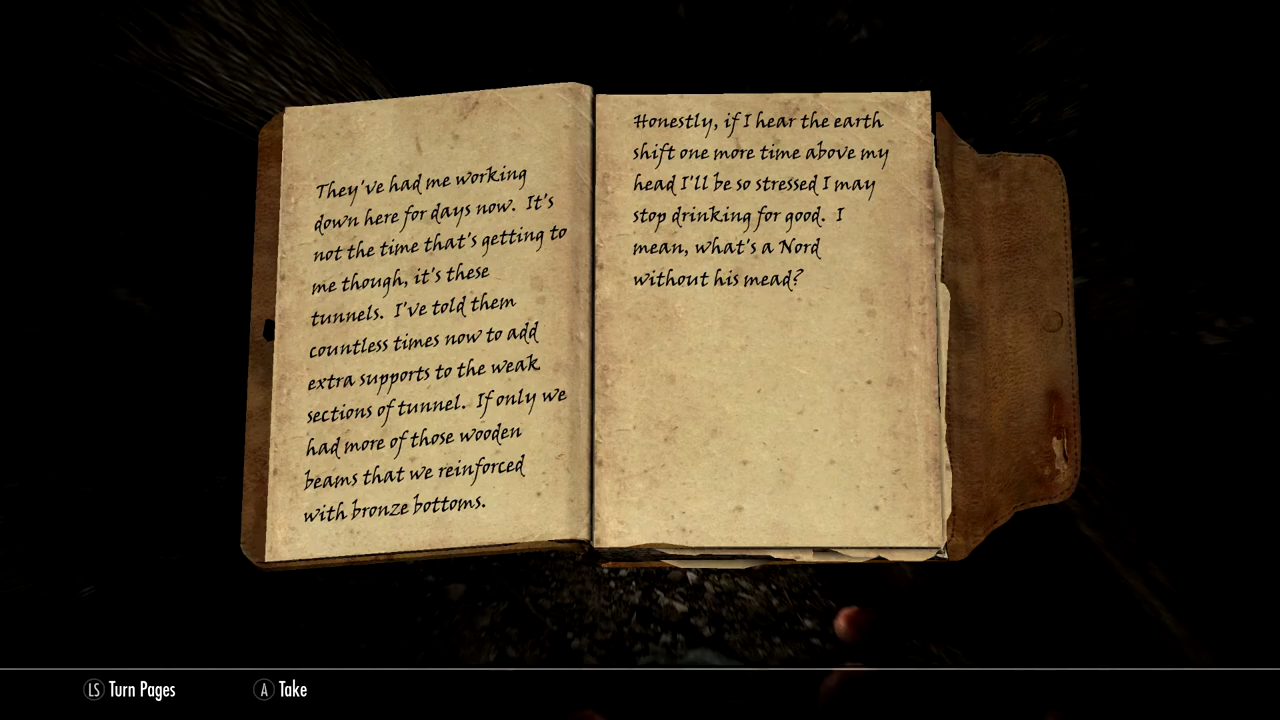 They've had me working
down here for days now.  It's
not the time that's getting to
me though, it's these
tunnels.  I've told them
countless times now to add
extra supports to the weak
sections of tunnel.  If only we
had more of those wooden
beams that we reinforced
with bronze bottoms.
Honestly, if I hear the earth
shift one more time above my
head I'll be so stressed I may
stop drinking for good.  I
mean, what's a Nord
without his mead?
LS Turn Pages
A Take